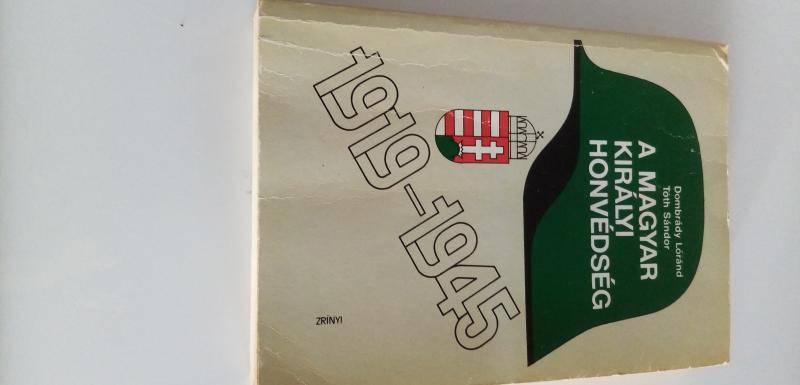 Dombrády Lóránd
Tóth Sándor
A MAGYAR
KIRÁLYI
HONVÉDSÉG
1919–1945
ZRÍNYI